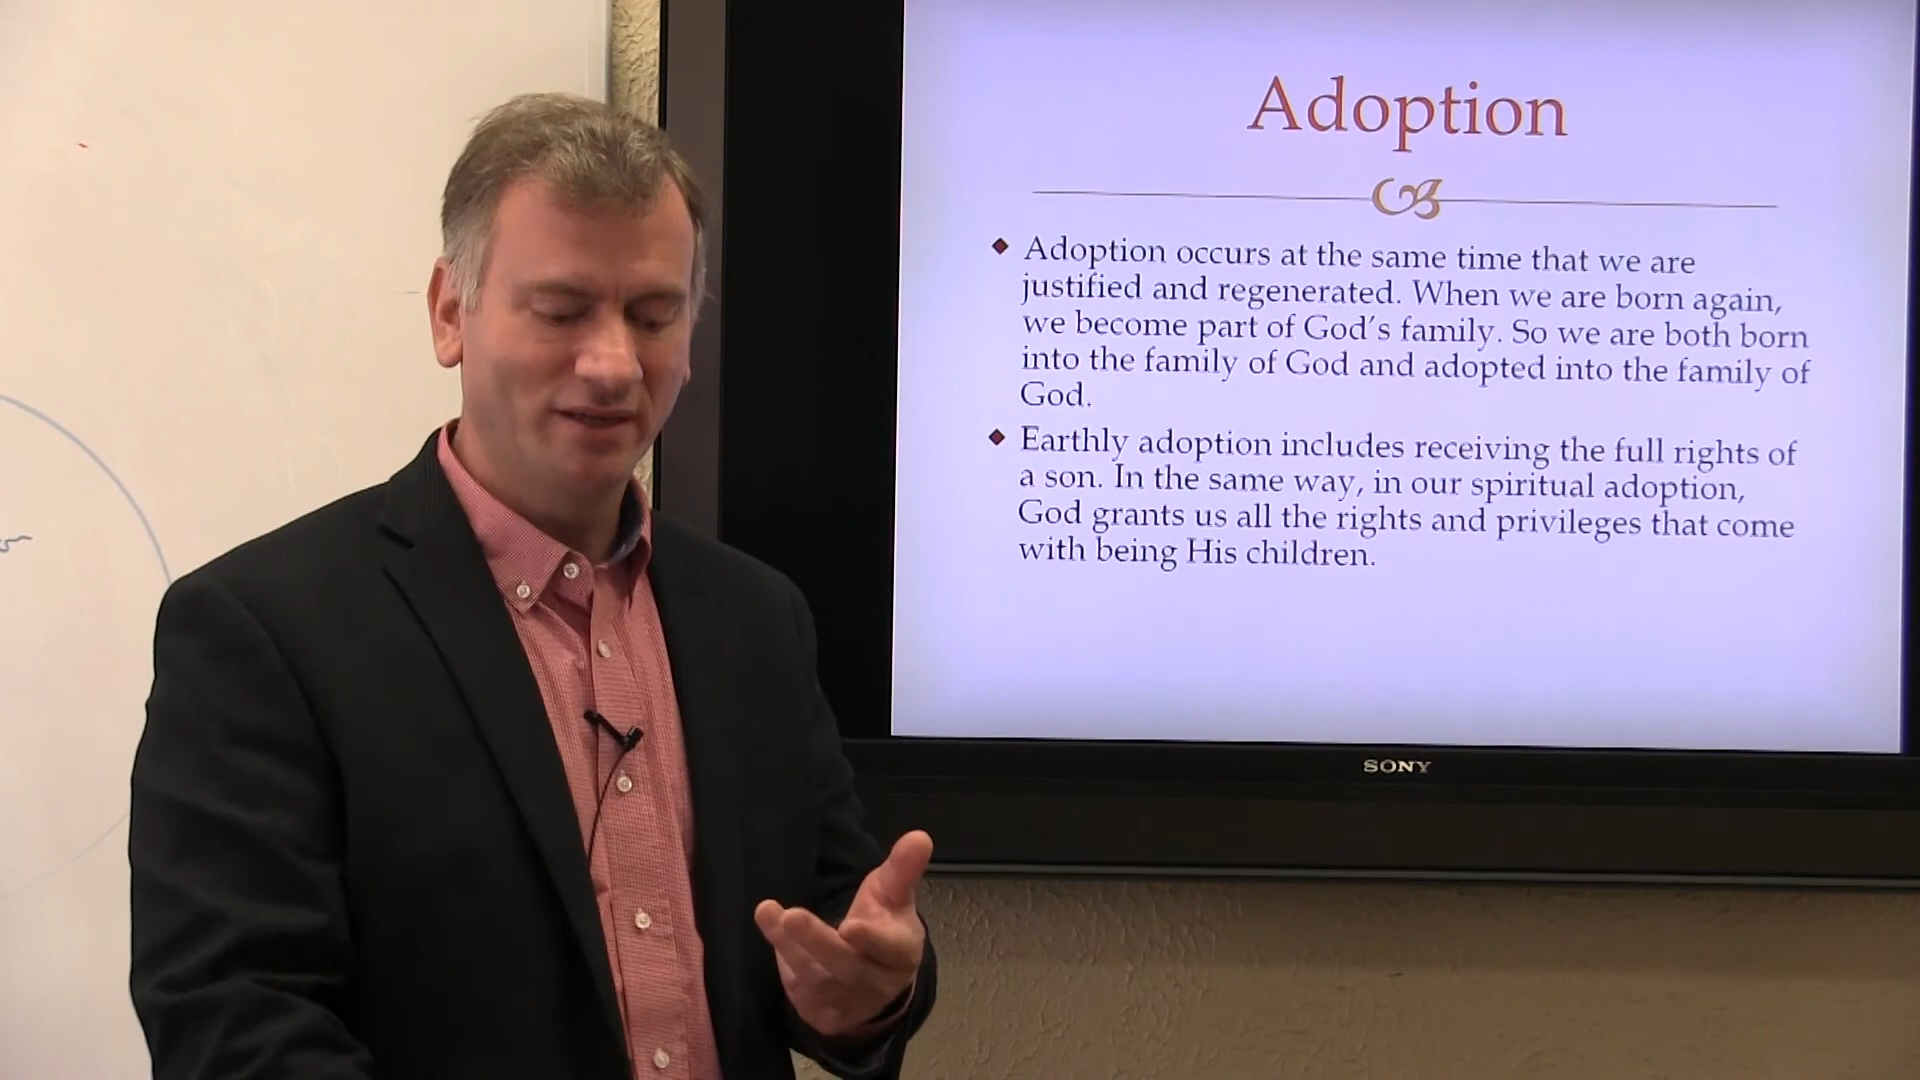 Adoption
Adoption occurs at the same time that we are
justified and regenerated. When we are born again,
we become part of God's family. So we are both born
into the family of God and adopted into the family of
God.
Earthly adoption includes receiving the full rights of
a son. In the same way, in our spiritual adoption,
God grants us all the rights and privileges that come
with being His children.
SONY